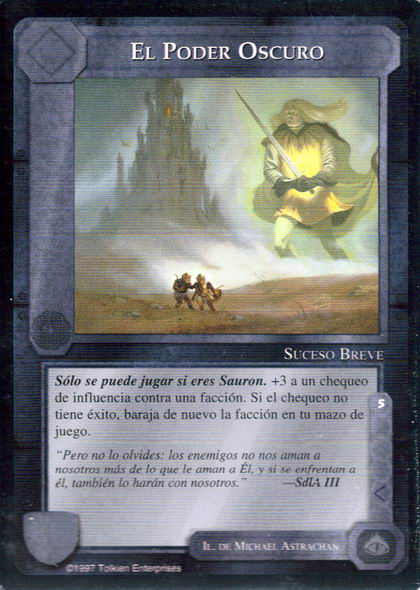 El Poder Oscuro
Suceso Breve
Sólo se puede jugar si eres Sauron. +3 a un chequeo
de influencia contra una facción. Si el chequeo no
tiene éxito, baraja de nuevo la facción en tu mazo de
juego.
5
“Pero no lo olvides: los enemigos no nos aman a
nosotros más de lo que le aman a Él, y si se enfrentan a
él, también lo harán con nosotros.” —SdlA III
Il. de Michael Astrachan
©1997 Tolkien Enterprises